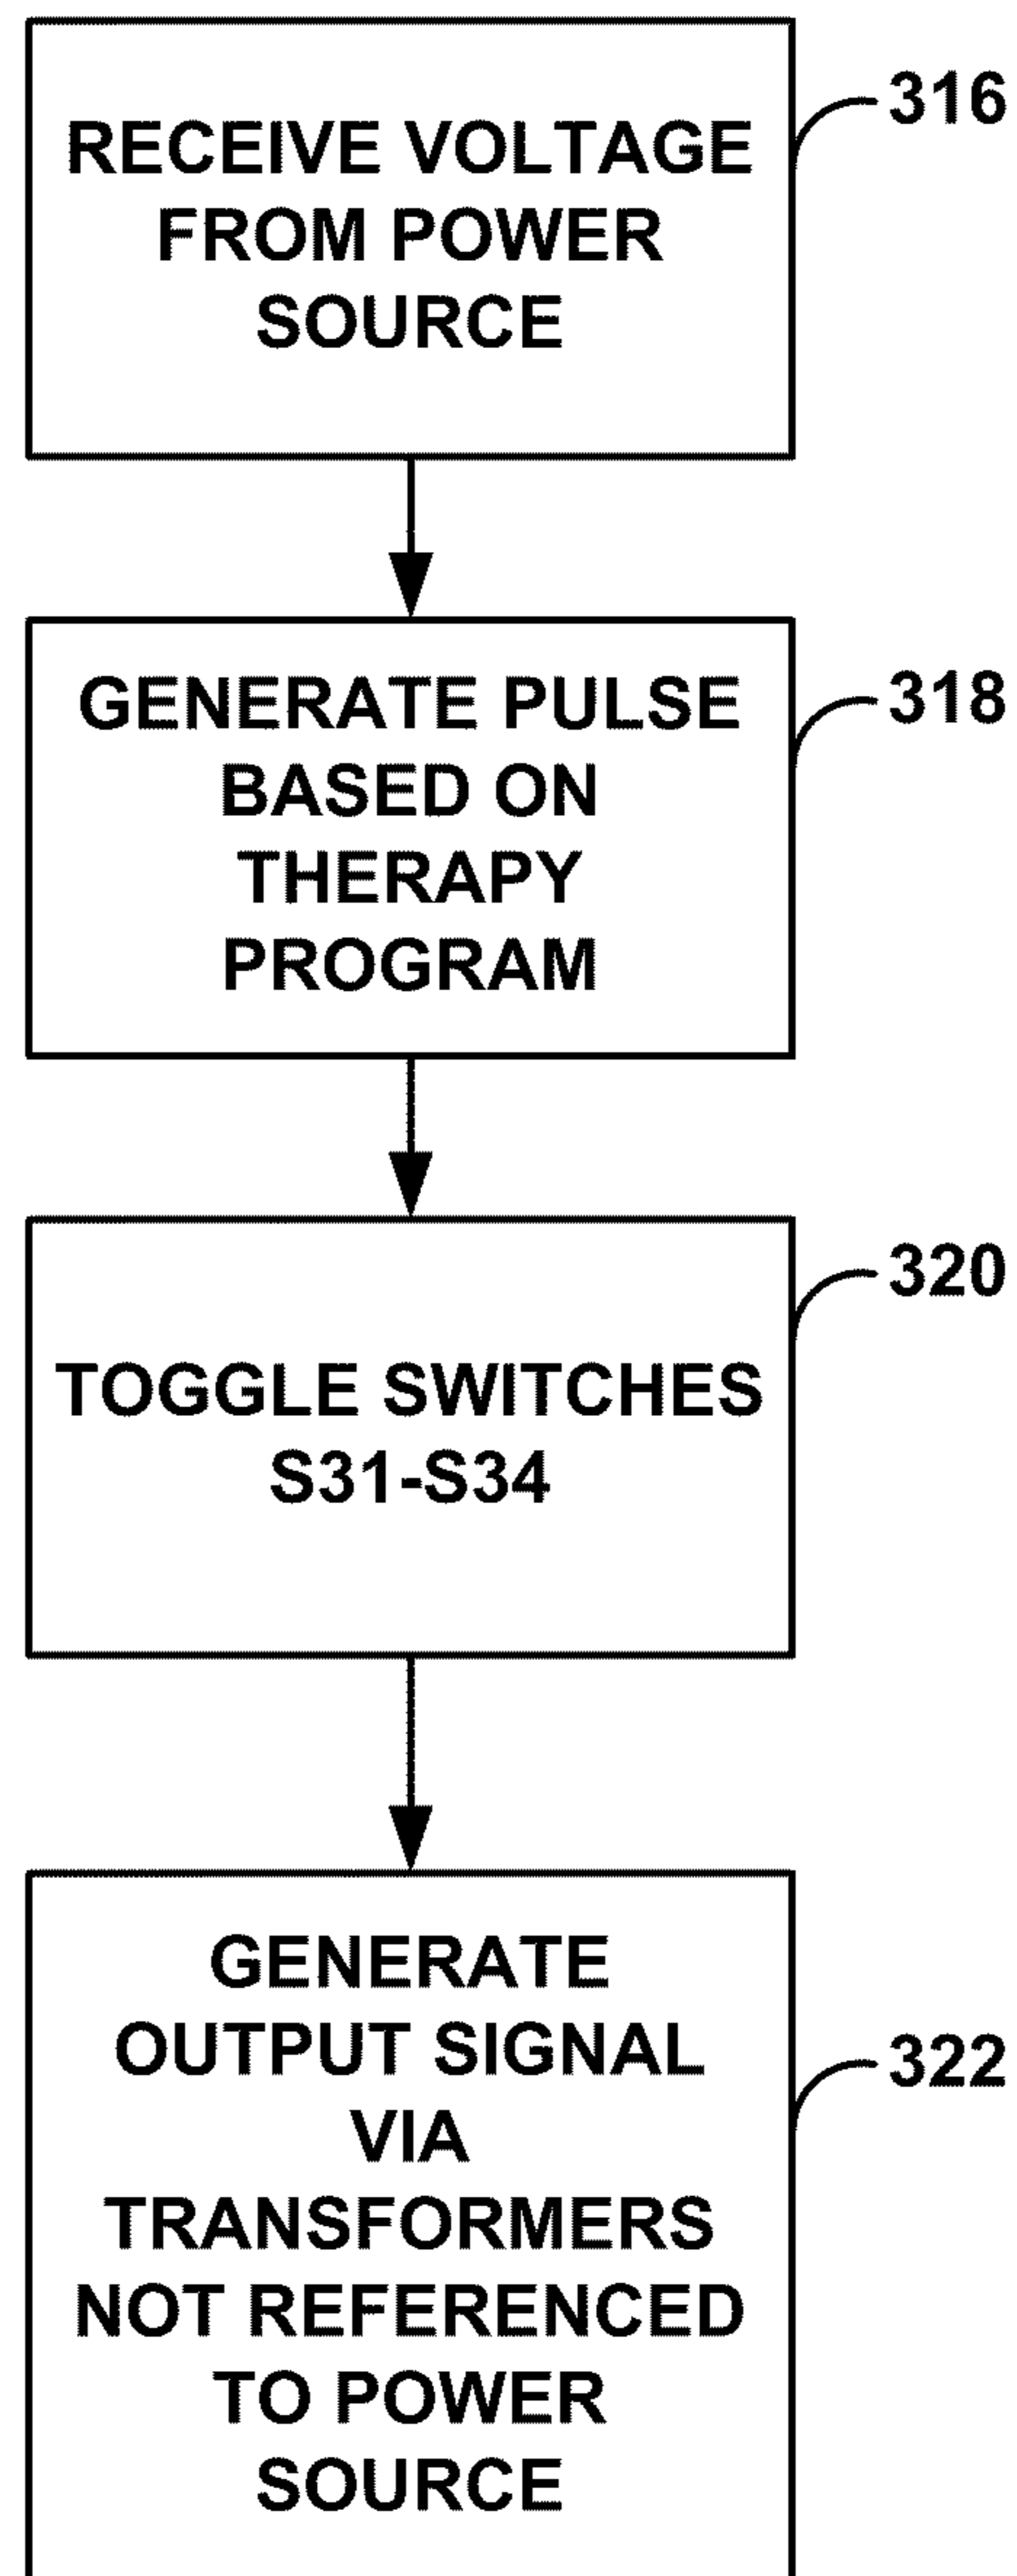 RECEIVE VOLTAGE
FROM POWER
SOURCE
316
GENERATE PULSE
BASED ON
THERAPY
PROGRAM
318
TOGGLE SWITCHES
S31-S34
320
GENERATE
OUTPUT SIGNAL
VIA
TRANSFORMERS
NOT REFERENCED
TO POWER
SOURCE
322